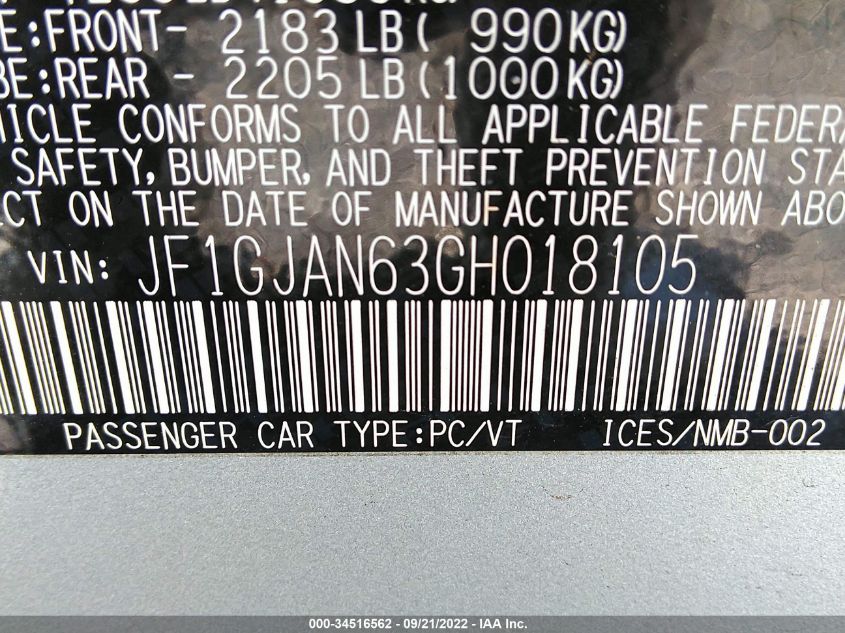 E:FRONT- 2183 LB( 990KG)
BE:REAR - 2205 LB(1000KG)
HICLE CONFORMS TO ALL APPLICABLE FEDERA
SAFETY, BUMPER, AND THEFT PREVENTION STA
ECT ON THE DATE OF MANUFACTURE SHOWN ABO
VIN: JF1GJAN63GH018105
PASSENGER CAR TYPE:PC/VT ICES/NMB-002
000-34516562 - 09/21/2022 - IAA Inc.